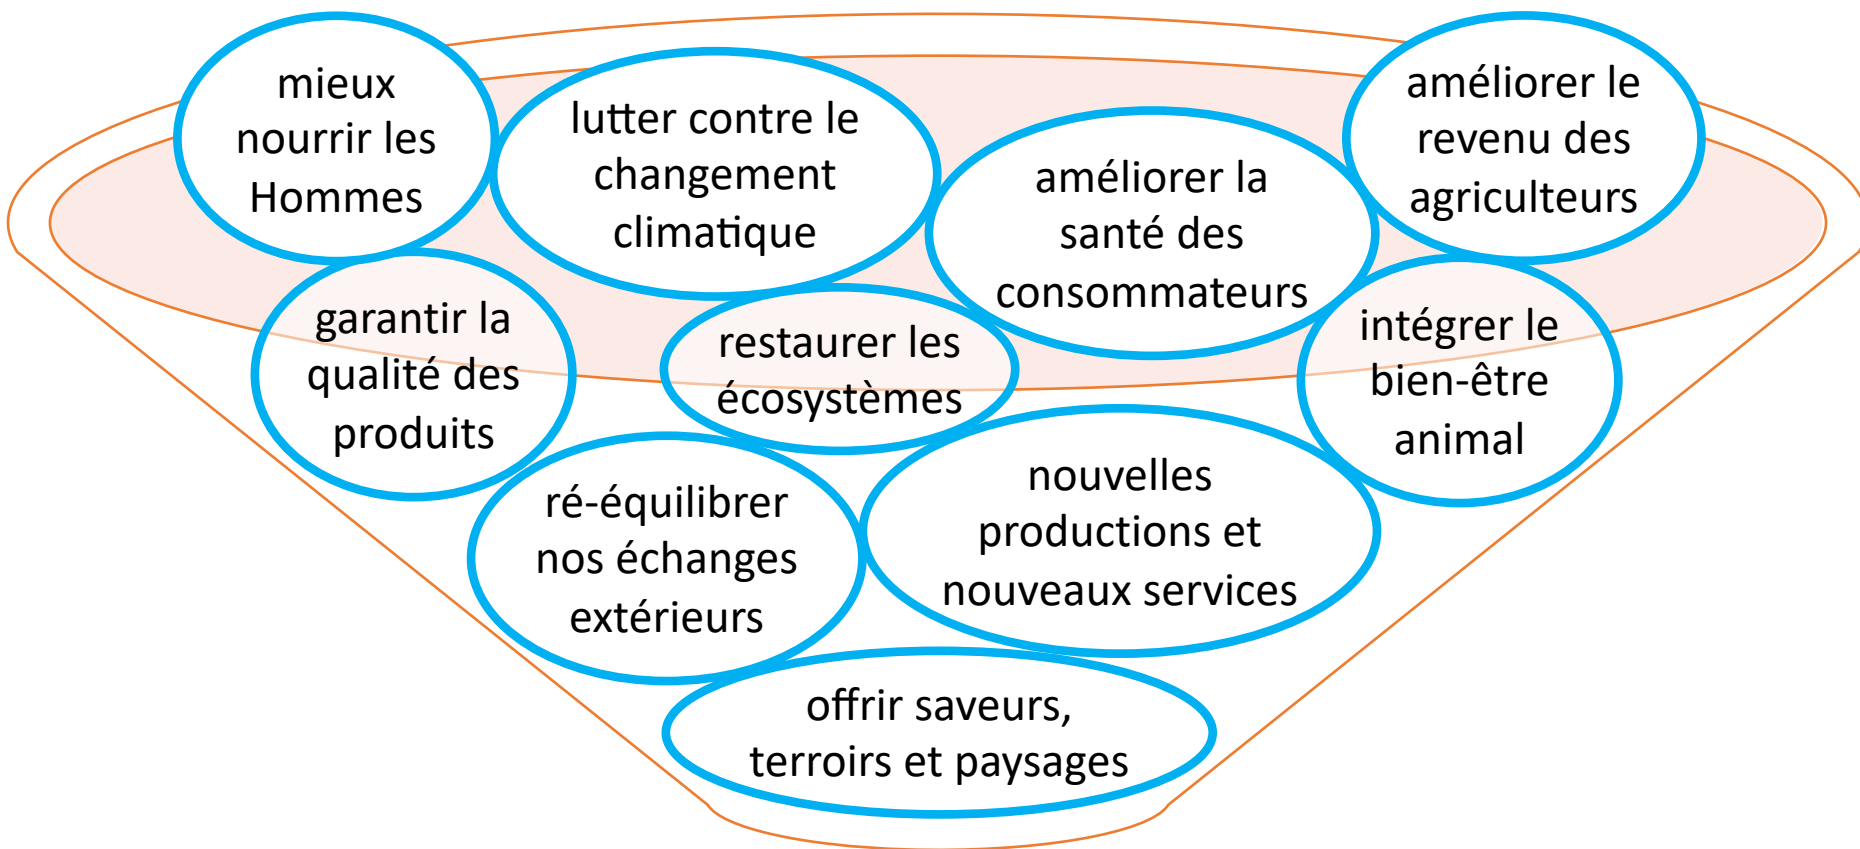 mieux
nourrir les
Hommes
lutter contre le
changement
climatique
améliorer la
santé des
consommateurs
améliorer le
revenu des
agriculteurs
garantir la
qualité des
produits
restaurer les
écosystèmes
intégrer le
bien-être
animal
ré-équilibrer
nos échanges
extérieurs
nouvelles
productions et
nouveaux services
offrir saveurs,
terroirs et paysages